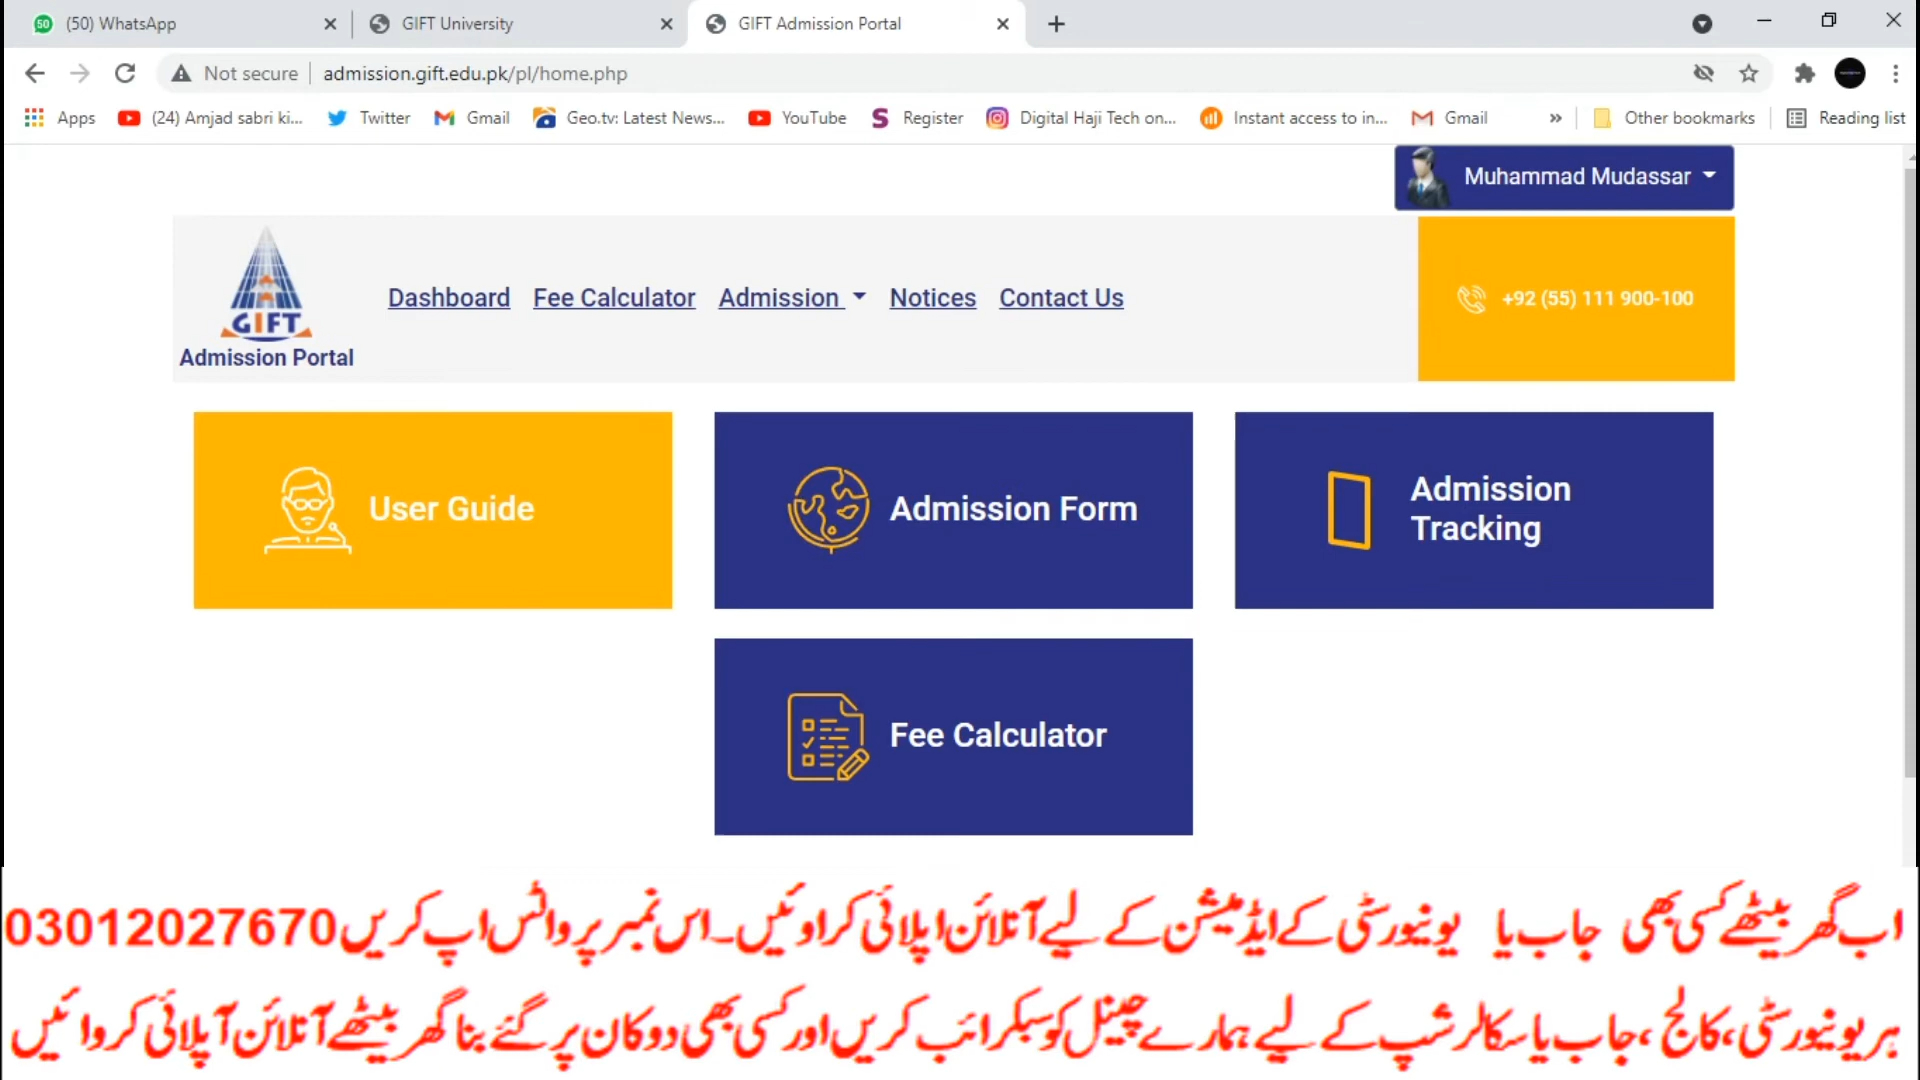 50 (50) WhatsApp
GIFT University
GIFT Admission Portal
Not secure
admission.gift.edu.pk/pl/home.php
Apps
(24) Amjad sabri ki...
Twitter
Gmail
Geo.tv: Latest News...
YouTube
S Register
Digital Haji Tech on...
Instant access to in...
Gmail
»
Other bookmarks
Reading list
Muhammad Mudassar
GIFT
Admission Portal
Dashboard
Fee Calculator
Admission
Notices
Contact Us
+92 (55) 111 900-100
User Guide
Admission Form
Admission
Tracking
Fee Calculator
اب گھر بیٹھے کسی بھی جاب یا یونیورسٹی کے ایڈمیشن کے لیے آنلائن اپلائی کراوئیں۔اس نمبر پر واٹس اپ کریں 03012027670
ہر یونیورسٹی، کالج ،جاب یا سکالرشپ کے لیے ہمارے چینل کو سبکرائب کریں اور کسی بھی دوکان پر گئے بنا گھر بیٹھے آنلائن آپلائی کروائیں